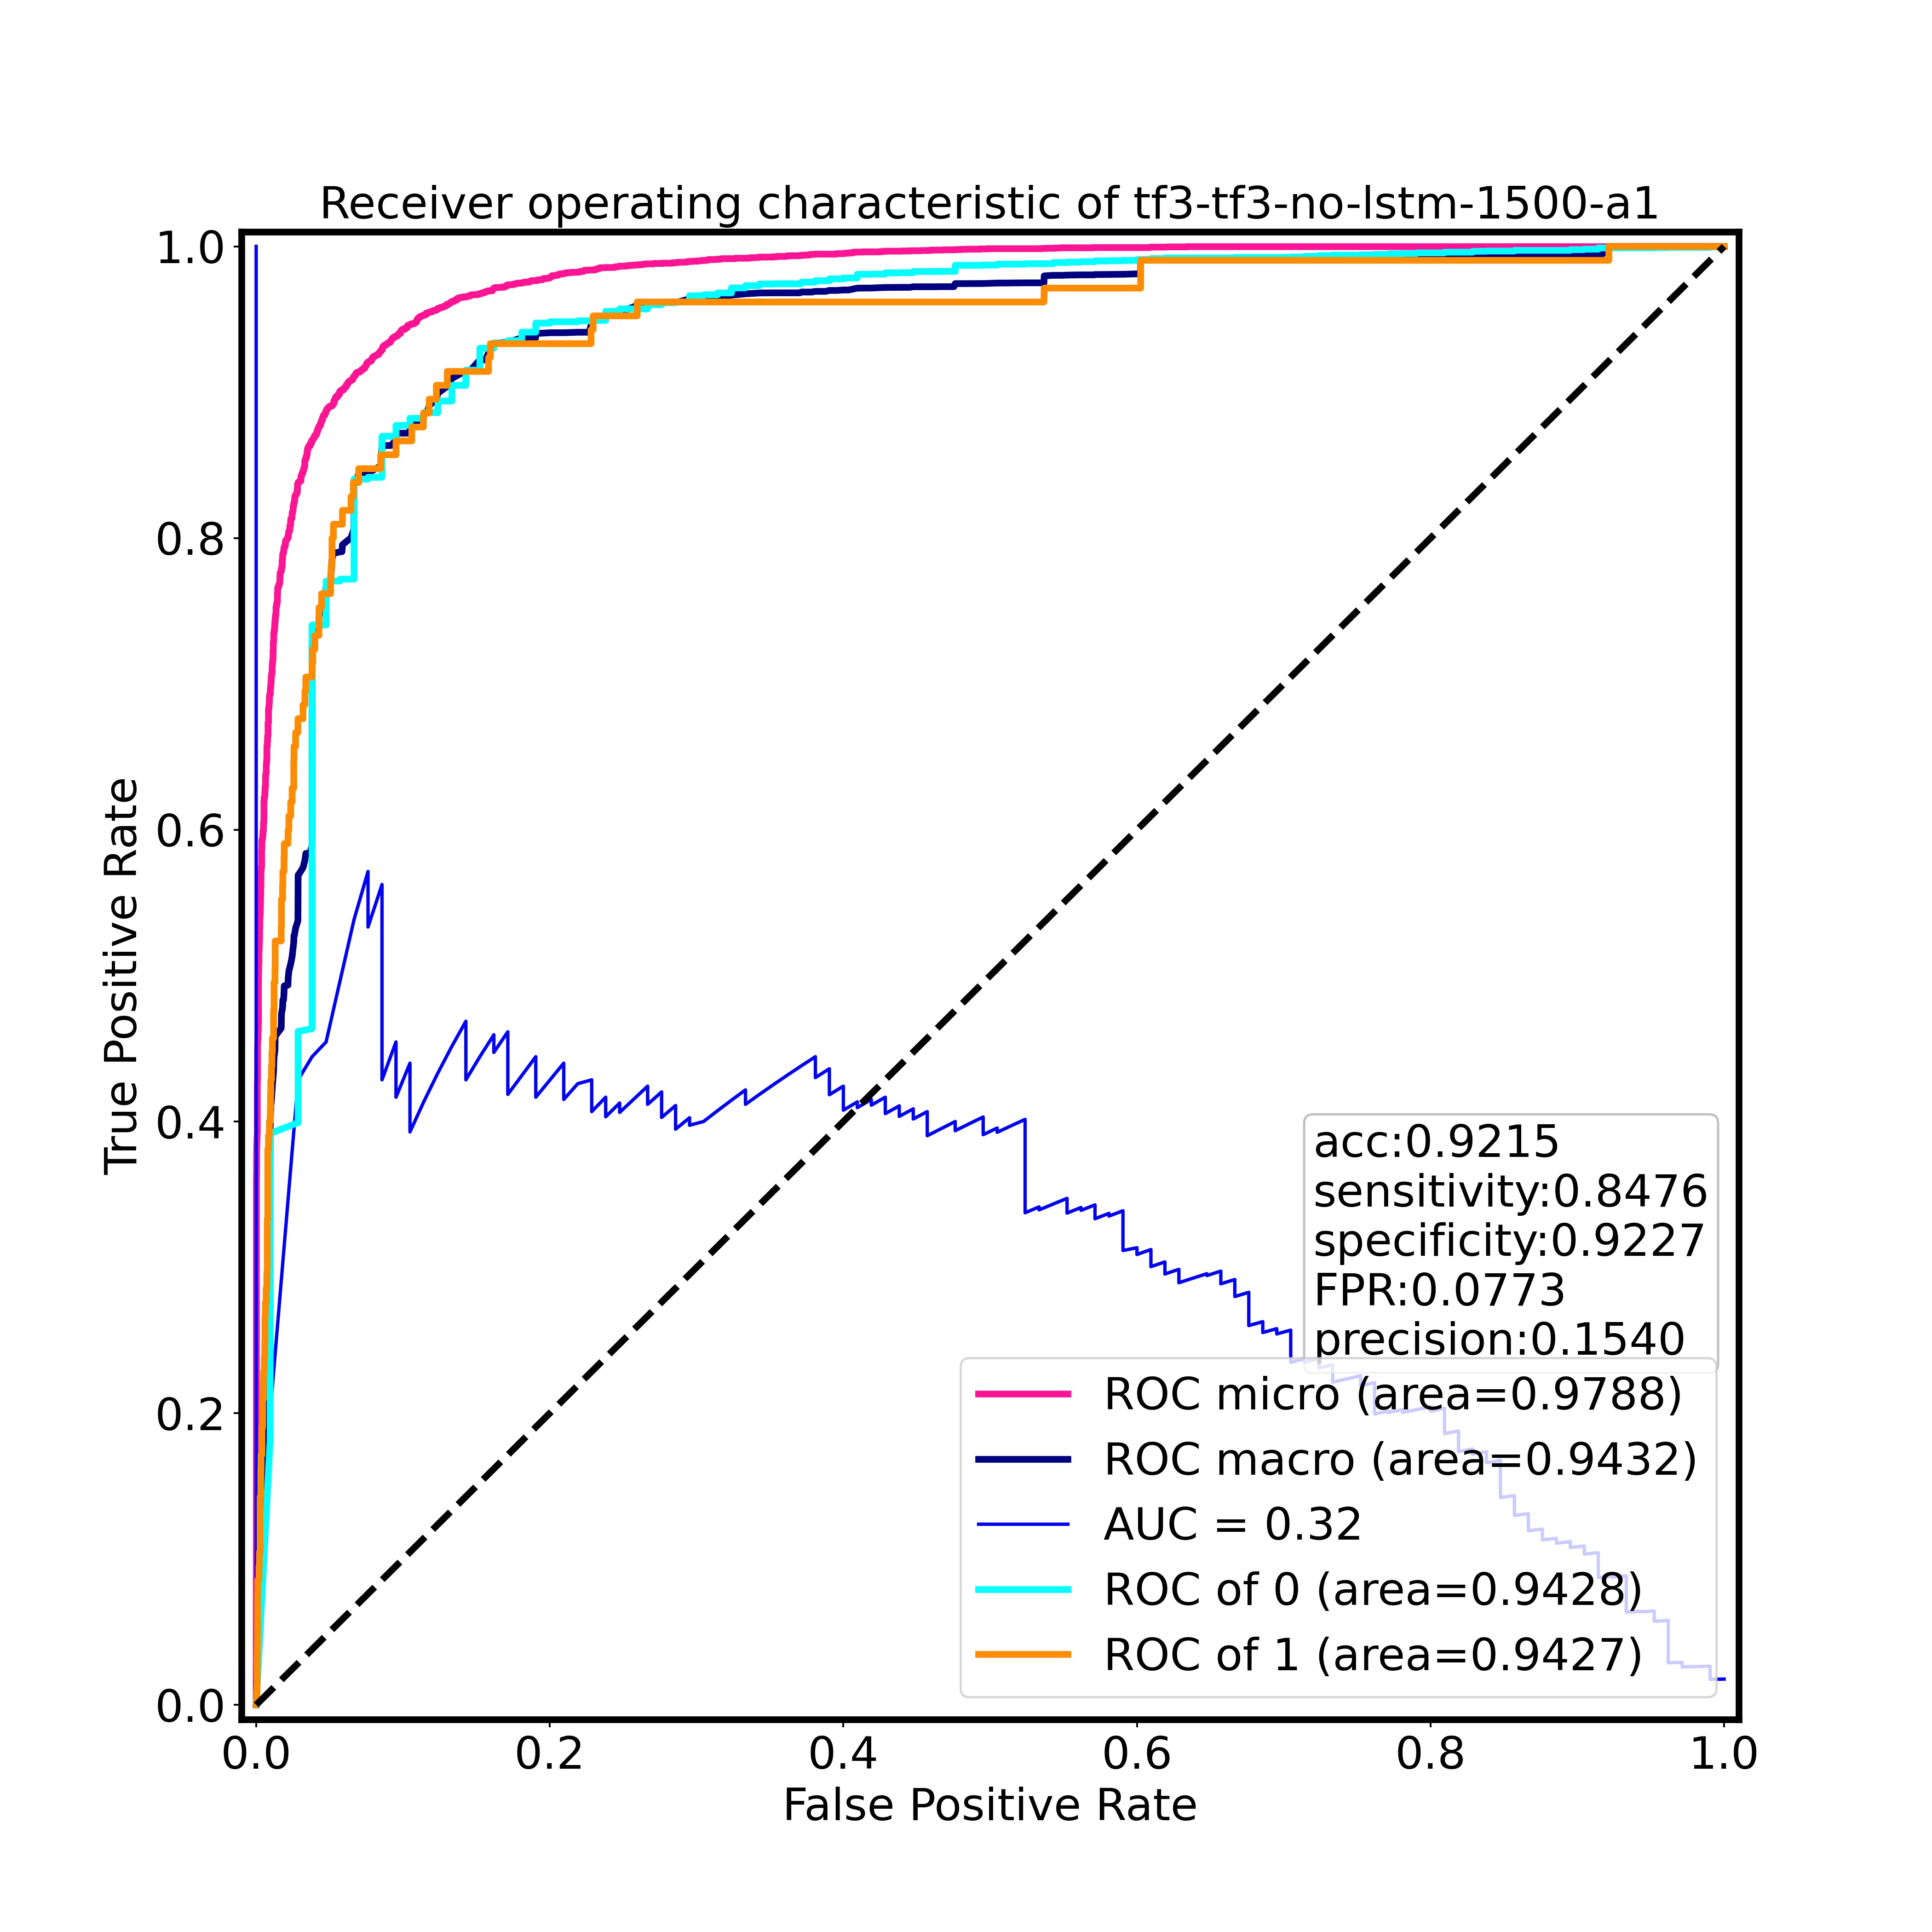 Receiver operating characteristic of tf3-tf3-no-lstm-1500-a1
1.0
0.8
0.6
0.4
0.2
0.0
True Positive Rate
acc:0.9215
sensitivity:0.8476
specificity:0.9227
FPR:0.0773
precision:0.1540
ROC micro (area=0.9788)
ROC macro (area=0.9432)
AUC = 0.32
ROC of 0 (area=0.9428)
ROC of 1 (area=0.9427)
0.0 0.2 0.4 0.6 0.8 1.0
False Positive Rate